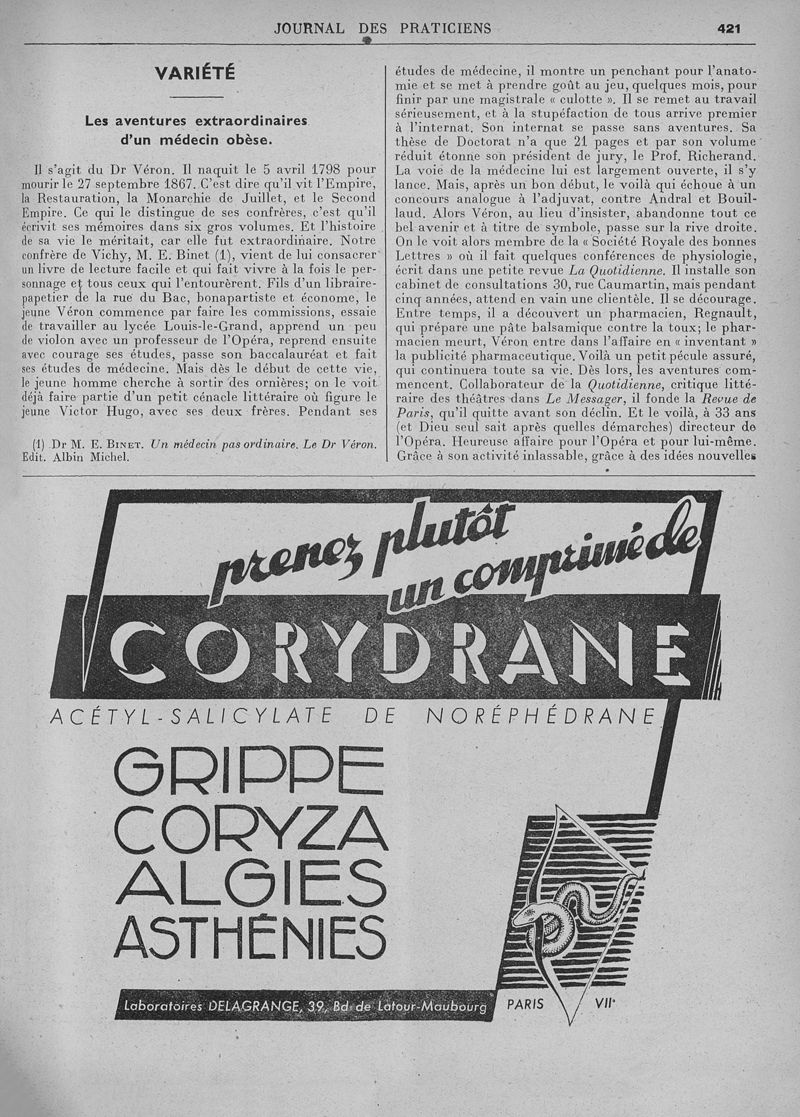 JOURNAL DES PRATICIENS 421
VARIÉTÉ
Les aventures extraordinaires
d'un médecin obèse.
Il s'agit du Dr Véron. Il naquit le 5 avril 1798 pour
mourir le 27 septembre 1867. C'est dire qu'il vit l'Empire,
la Restauration, la Monarchie de Juillet, et le Second
Empire. Ce qui le distingue de ses confrères, c'est qu'il
écrivit ses mémoires dans six gros volumes. Et l'histoire
de sa vie le méritait, car elle fut extraordinaire. Notre
confrère de Vichy, M. E. Binet (1), vient de lui consacrer
un livre de lecture facile et qui fait vivre à la fois le per-
sonnage et tous ceux qui l'entourèrent. Fils d'un libraire-
papetier de la rue du Bac, bonapartiste et économe, le
jeune Véron commence par faire les commissions, essaie
de travailler au lycée Louis-le-Grand, apprend un peu
de violon avec un professeur de l'Opéra, reprend ensuite
avec courage ses études, passe son baccalauréat et fait
ses études de médecine. Mais dès le début de cette vie,
le jeune homme cherche à sortir des ornières; on le voit
déjà faire partie d'un petit cénacle littéraire où figure le
jeune Victor Hugo, avec ses deux frères. Pendant ses
(1) Dr M. E. BINET. Un médecin pas ordinaire. Le Dr Véron.
Edit. Albin Michel.
études de médecine, il montre un penchant pour l'anato-
mie et se met à prendre goût au jeu, quelques mois, pour
finir par une magistrale « culotte ». Il se remet au travail
sérieusement, et à la stupéfaction de tous arrive premier
à l'internat. Son internat se passe sans aventures. Sa
thèse de Doctorat n'a que 21 pages et par son volume
réduit étonne son président de jury, le Prof. Richerand.
La voie de la médecine lui est largement ouverte, il s'y
lance. Mais, après un bon début, le voilà qui échoue à un
concours analogue à l'adjuvat, contre Andral et Bouil-
laud. Alors Véron, au lieu d'insister, abandonne tout ce
bel avenir et à titre de symbole, passe sur la rive droite.
On le voit alors membre de la « Société Royale des bonnes
Lettres » où il fait quelques conférences de physiologie,
écrit dans une petite revue La Quotidienne. Il installe son
cabinet de consultations 30, rue Caumartin, mais pendant
cinq années, attend en vain une clientèle. Il se décourage.
Entre temps, il a découvert un pharmacien, Regnault,
qui prépare une pâte balsamique contre la toux; le phar-
macien meurt, Véron entre dans l'affaire en « inventant »
la publicité pharmaceutique. Voilà un petit pécule assuré,
qui continuera toute sa vie. Dès lors, les aventures com-
mencent. Collaborateur de la Quotidienne, critique litté-
raire des théâtres dans Le Messager, il fonde la Revue de
Paris, qu'il quitte avant son déclin. Et le voilà, à 33 ans
(et Dieu seul sait après quelles démarches) directeur de
l'Opéra. Heureuse affaire pour l'Opéra et pour lui-même.
Grâce à son activité inlassable, grâce à des idées nouvelles
prenez plutôt
un comprimé de
CORYDRANE
ACÉTYL-SALICYLATE DE NORÉPHÉDRANE
GRIPPE
CORYZA
ALGIES
ASTHÉNIES
Laboratoires DELAGRANGE, 39, Bd de Latour-Maubourg PARIS VIIe